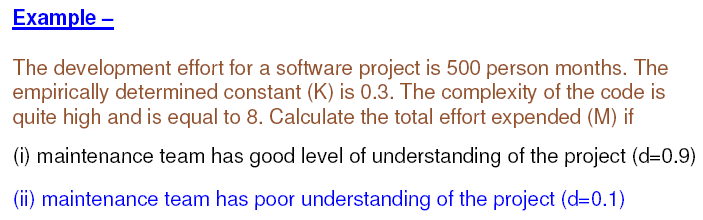 Example –
The development effort for a software project is 500 person months. The
empirically determined constant (K) is 0.3. The complexity of the code is
quite high and is equal to 8. Calculate the total effort expended (M) if
(i) maintenance team has good level of understanding of the project (d=0.9)
(ii) maintenance team has poor understanding of the project (d=0.1)